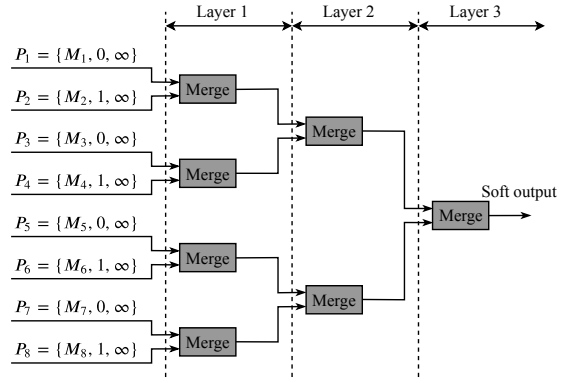 Layer 1
Layer 2
Layer 3
P₁ = {M₁, 0, ∞}
P₂ = {M₂, 1, ∞}
Merge
Merge
P₃ = {M₃, 0, ∞}
P₄ = {M₄, 1, ∞}
Merge
Soft output
Merge
P₅ = {M₅, 0, ∞}
P₆ = {M₆, 1, ∞}
Merge
Merge
P₇ = {M₇, 0, ∞}
P₈ = {M₈, 1, ∞}
Merge